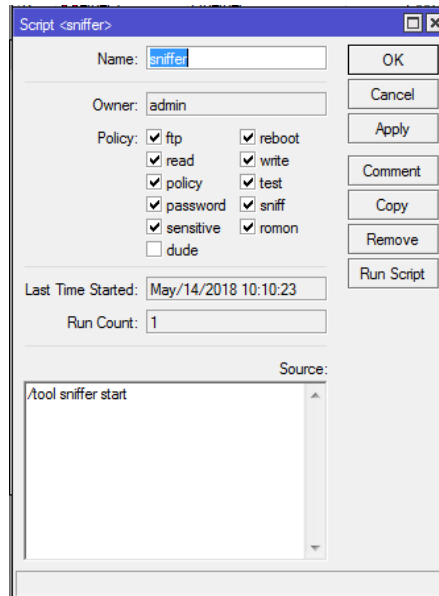 Script <sniffer>
Name: sniffer
OK
Owner: admin
Cancel
Policy: ftp reboot
Apply
read write
policy test
Comment
password sniff
Copy
sensitive romon
Remove
dude
Run Script
Last Time Started: May/14/2018 10:10:23
Run Count: 1
Source:
/tool sniffer start